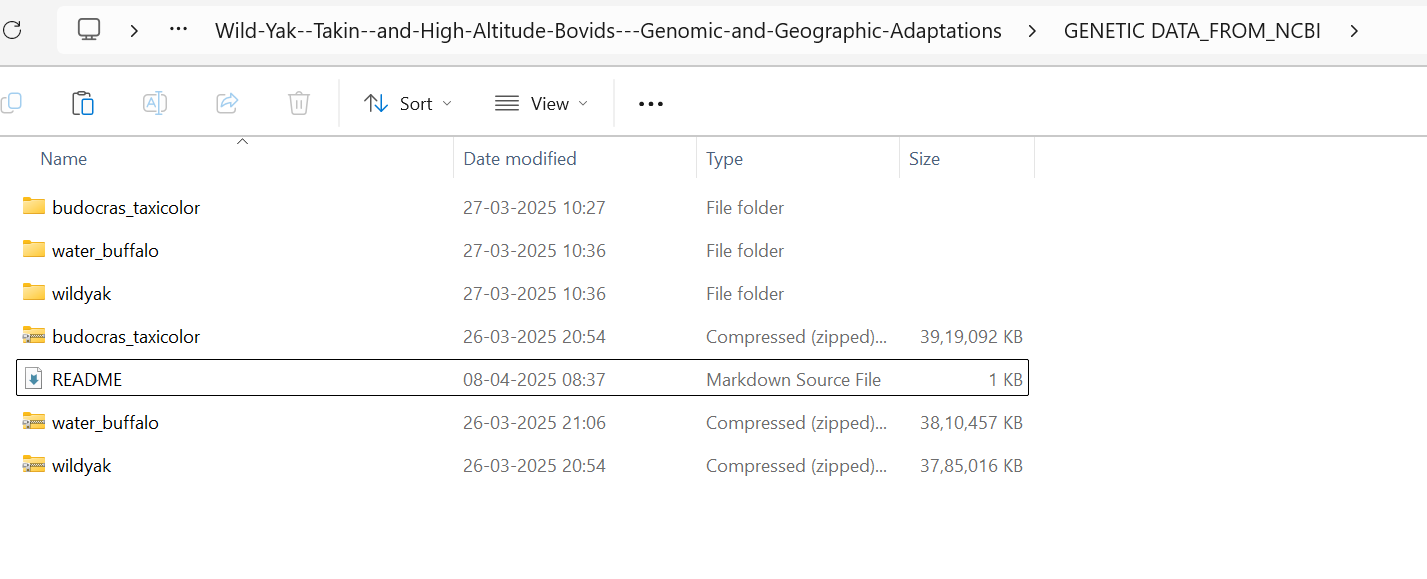 Wild-Yak--Takin--and-High-Altitude-Bovids---Genomic-and-Geographic-Adaptations > GENETIC DATA_FROM_NCBI >
Sort View
Name Date modified Type Size
budocras_taxicolor 27-03-2025 10:27 File folder
water_buffalo 27-03-2025 10:36 File folder
wildyak 27-03-2025 10:36 File folder
budocras_taxicolor 26-03-2025 20:54 Compressed (zipped)... 39,19,092 KB
README 08-04-2025 08:37 Markdown Source File 1 KB
water_buffalo 26-03-2025 21:06 Compressed (zipped)... 38,10,457 KB
wildyak 26-03-2025 20:54 Compressed (zipped)... 37,85,016 KB